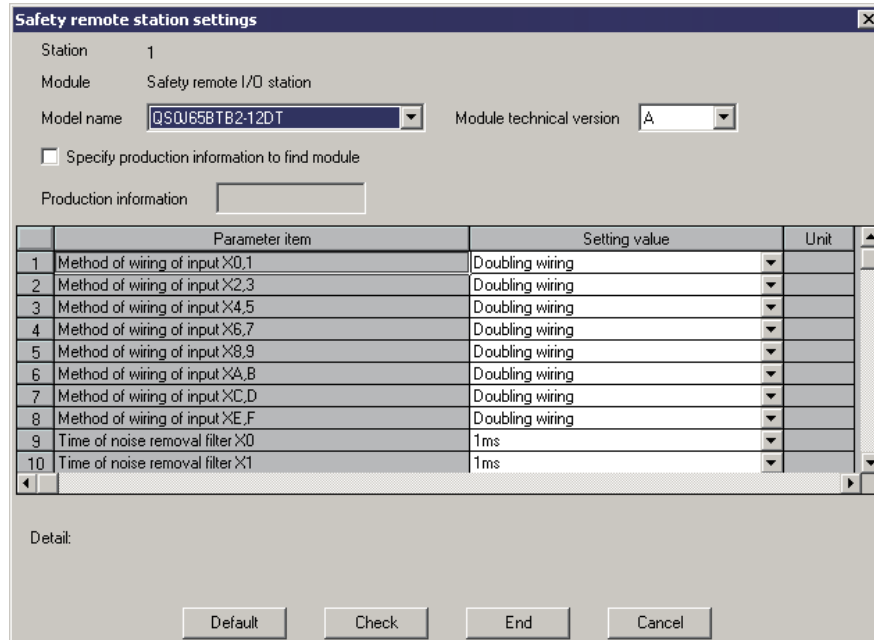 Safety remote station settings
Station 1
Module Safety remote I/O station
Model name QS0J65BTB2-12DT Module technical version A
Specify production information to find module
Production information
Parameter item Setting value Unit
1 Method of wiring of input X0,1 Doubling wiring
2 Method of wiring of input X2,3 Doubling wiring
3 Method of wiring of input X4,5 Doubling wiring
4 Method of wiring of input X6,7 Doubling wiring
5 Method of wiring of input X8,9 Doubling wiring
6 Method of wiring of input XA,B Doubling wiring
7 Method of wiring of input XC,D Doubling wiring
8 Method of wiring of input XE,F Doubling wiring
9 Time of noise removal filter X0 1ms
10 Time of noise removal filter X1 1ms
Detail:
Default Check End Cancel